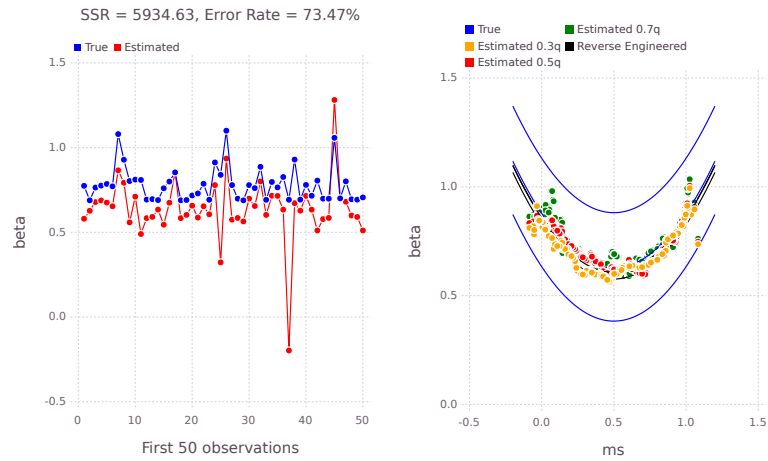 SSR = 5934.63, Error Rate = 73.47%
True Estimated
beta
1.5
1.0
0.5
0.0
-0.5
0 10 20 30 40 50
First 50 observations
True Estimated 0.7q
Estimated 0.3q Reverse Engineered
Estimated 0.5q
beta
1.5
1.0
0.5
0.0
-0.5 0.0 0.5 1.0 1.5
ms